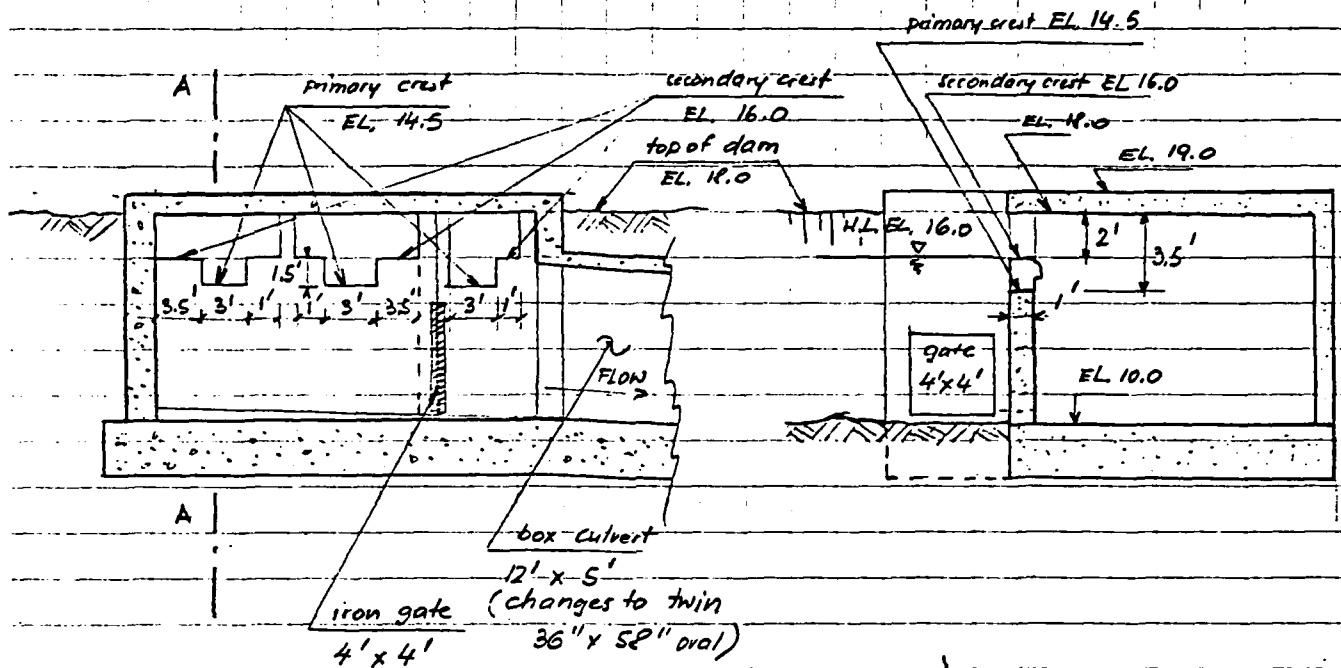 primary crest EL. 14.5
A
primary crest
EL. 14.5
secondary crest
EL. 16.0
top of dam
EL. 18.0
secondary crest EL 16.0
EL. 18.0
EL. 19.0
W.L. EL. 16.0
2'
3.5'
1.5'
3.5' 3' 1' 1' 3' 3.5' 3' 1'
1'
gate
4'x4'
EL 10.0
FLOW
A
box culvert
12' x 5'
(changes to twin
36" x 58" oval)
iron gate
4' x 4'